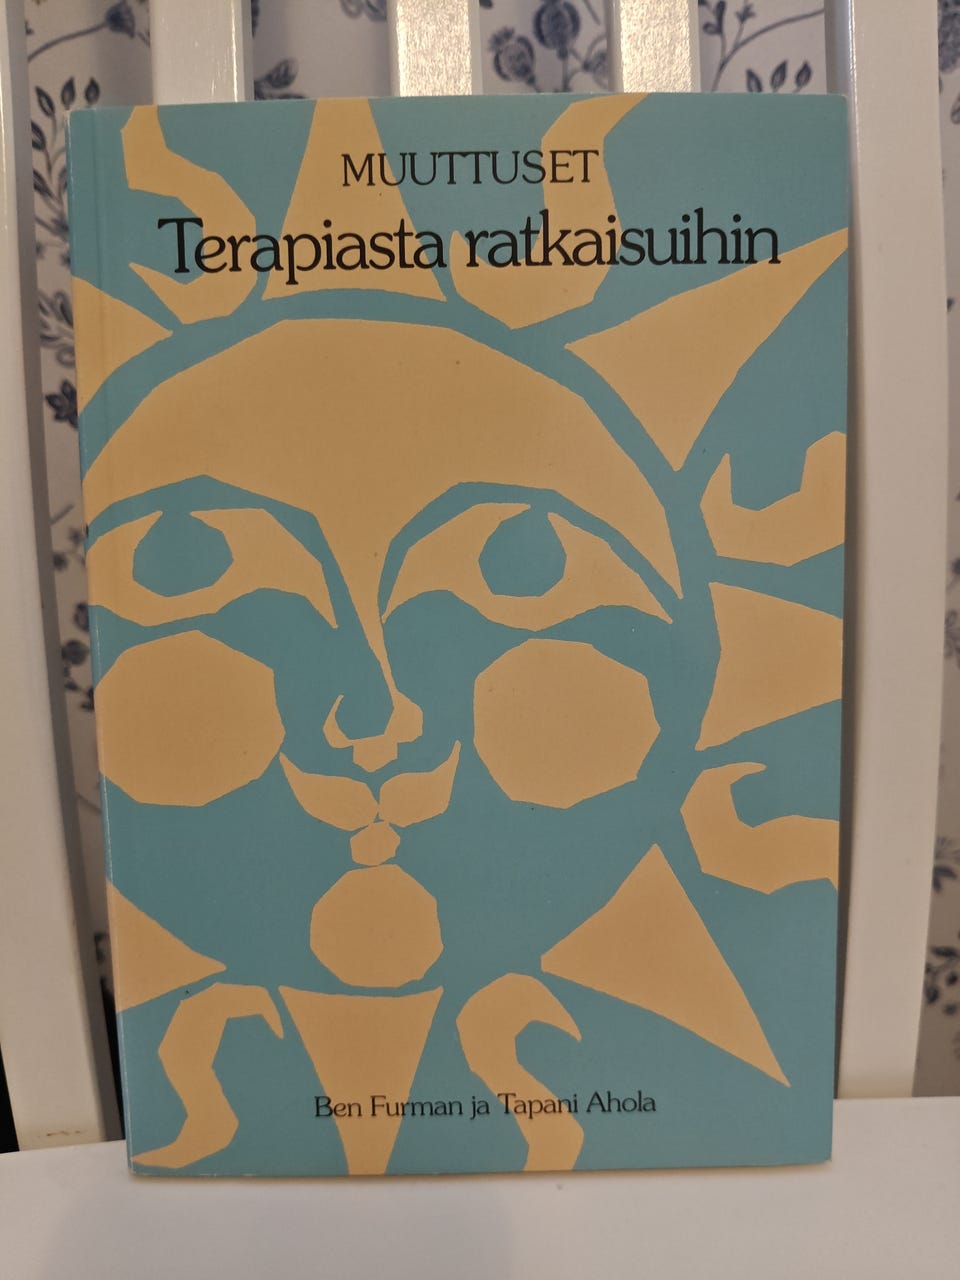 MUUTTUSET
Terapiasta ratkaisuihin
Ben Furman ja Tapani Ahola